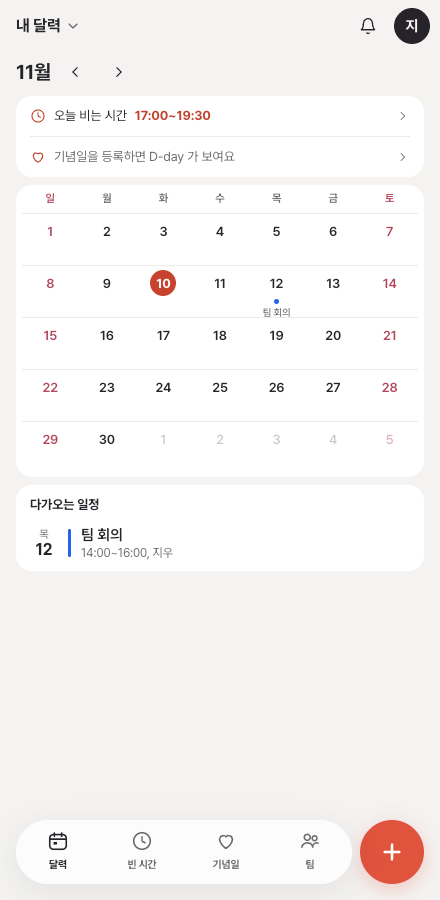 내 달력
지
11월
오늘 비는 시간 17:00~19:30
기념일을 등록하면 D-day 가 보여요
일 월 화 수 목 금 토
1 2 3 4 5 6 7
8 9 10 11 12 13 14
팀 회의
15 16 17 18 19 20 21
22 23 24 25 26 27 28
29 30 1 2 3 4 5
다가오는 일정
목
12
팀 회의
14:00~16:00, 지우
달력 빈 시간 기념일 팀